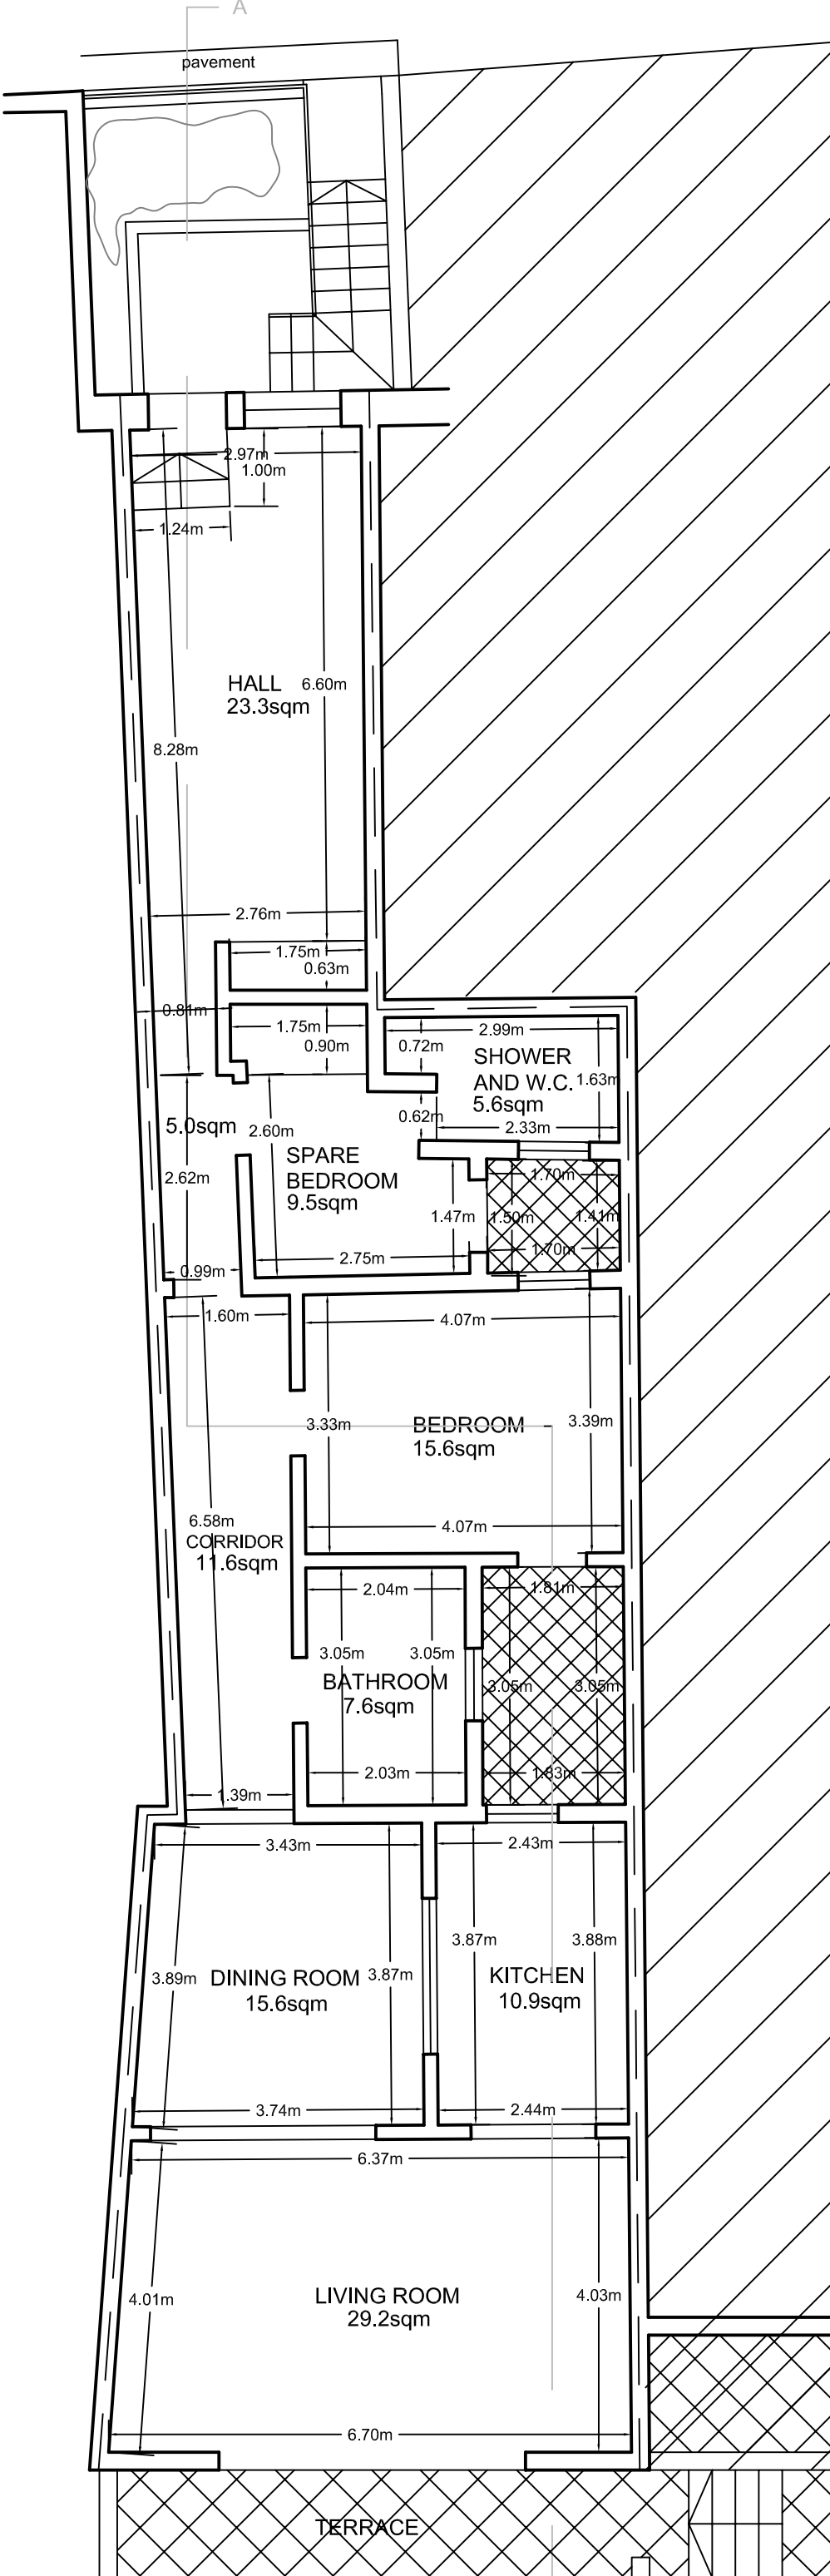 A
pavement
2.97m
1.00m
1.24m
HALL
6.60m
23.3sqm
8.28m
2.76m
1.75m
0.63m
0.81m
1.75m
2.99m
0.90m
0.72m
SHOWER
AND W.C.
1.63m
5.6sqm
0.62m
5.0sqm
2.60m
2.33m
SPARE
BEDROOM
9.5sqm
2.62m
1.70m
1.47m
1.50m
1.41m
2.75m
1.70m
0.99m
1.60m
4.07m
3.33m
BEDROOM
15.6sqm
3.39m
6.58m
4.07m
CORRIDOR
11.6sqm
2.04m
1.81m
3.05m
3.05m
BATHROOM
7.6sqm
3.05m
3.05m
2.03m
1.83m
1.39m
3.43m
2.43m
3.87m
3.88m
3.89m
DINING ROOM
15.6sqm
3.87m
KITCHEN
10.9sqm
3.74m
2.44m
6.37m
4.01m
LIVING ROOM
29.2sqm
4.03m
6.70m
TERRACE